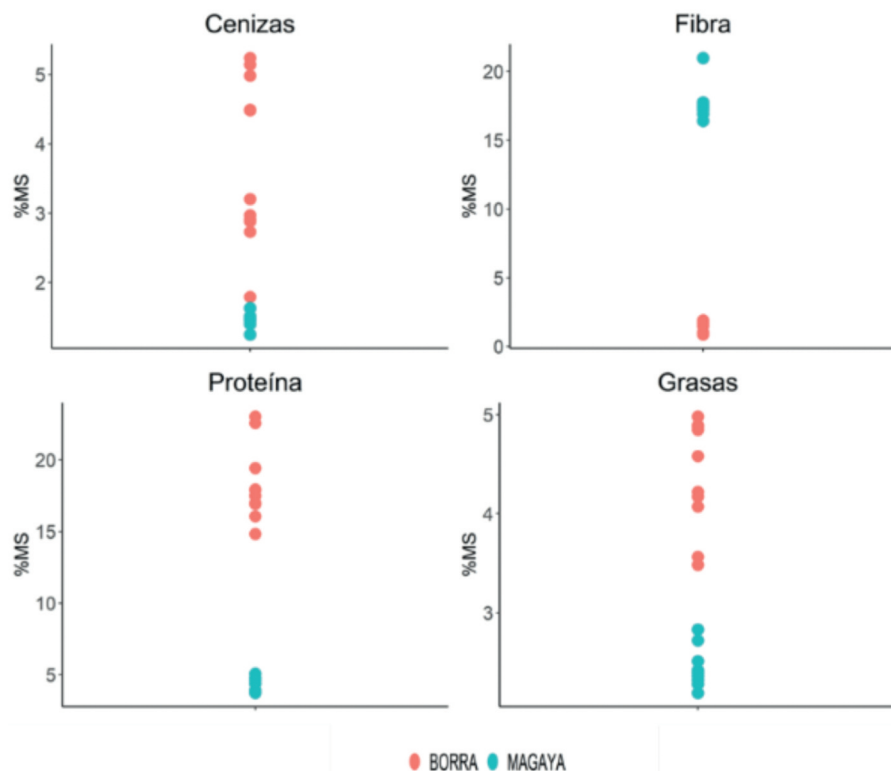 Cenizas
%MS
5
4
3
2
Fibra
%MS
20
15
10
5
0
Proteína
%MS
20
15
10
5
Grasas
%MS
5
4
3
BORRA MAGAYA